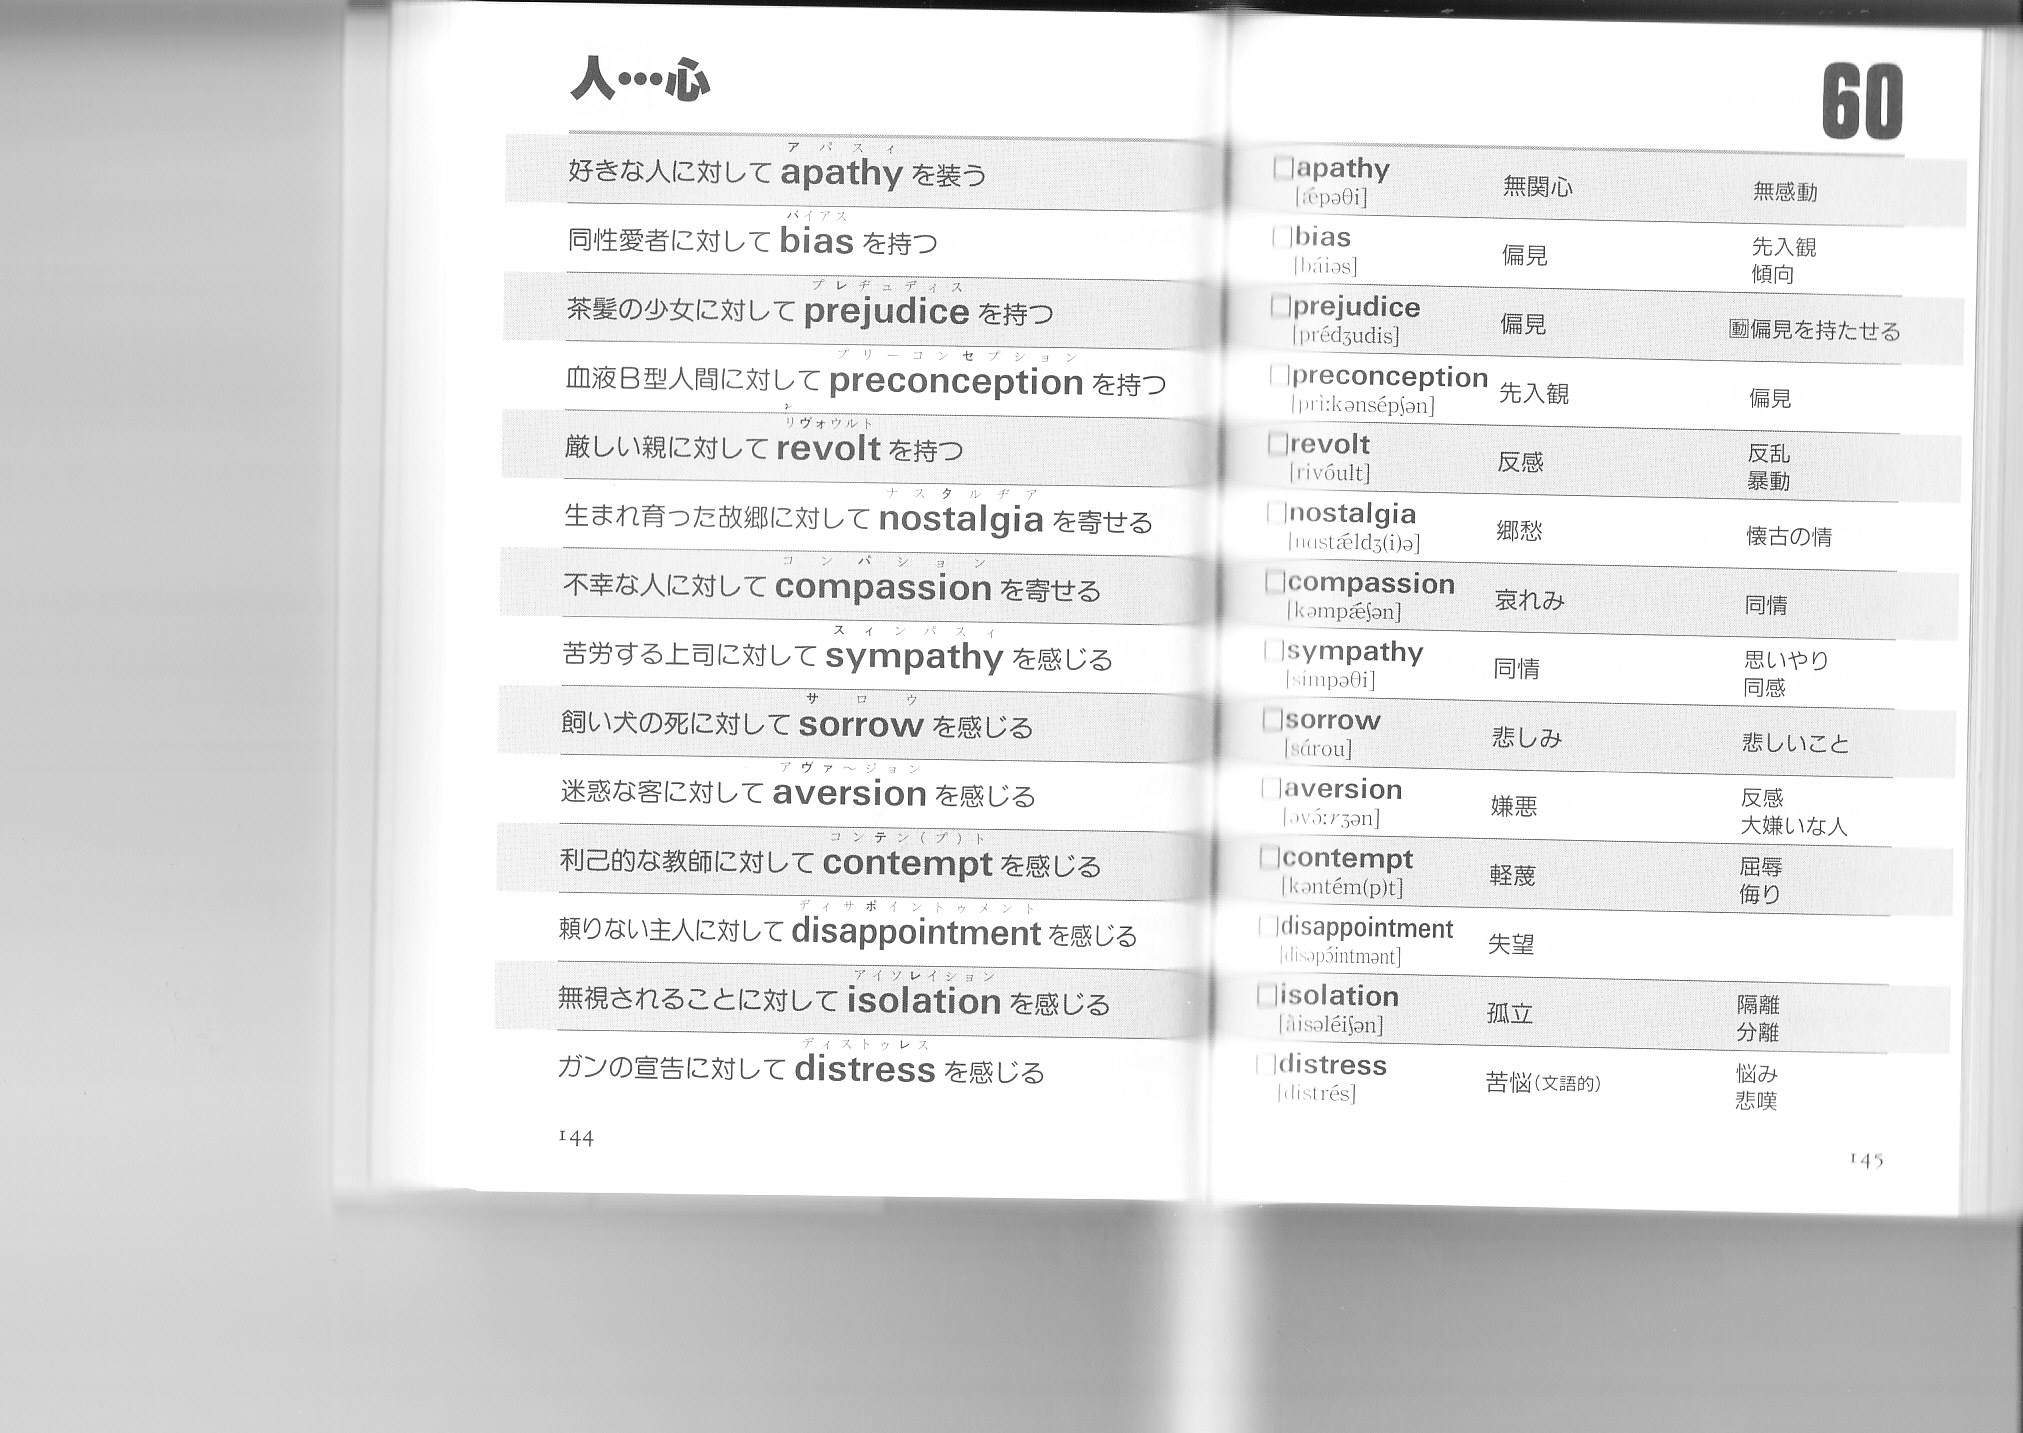 人…心
アパスィ
好きな人に対して apathy を装う
バイアス
同性愛者に対して bias を持つ
プレヂュディス
茶髪の少女に対して prejudice を持つ
プリーコンセプション
血液B型人間に対して preconception を持つ
リヴォウルト
厳しい親に対して revolt を持つ
ナスタルヂア
生まれ育った故郷に対して nostalgia を寄せる
コンパション
不幸な人に対して compassion を寄せる
スィンパスィ
苦労する上司に対して sympathy を感じる
サロウ
飼い犬の死に対して sorrow を感じる
アヴァ〜ジョン
迷惑な客に対して aversion を感じる
コンテン(プ)ト
利己的な教師に対して contempt を感じる
ディサポイントゥメント
頼りない主人に対して disappointment を感じる
アイソレイション
無視されることに対して isolation を感じる
ディストゥレス
ガンの宣告に対して distress を感じる
144
60
□apathy 無関心 無感動
[ǽpəθi]
□bias 偏見 先入観
[báiəs] 傾向
□prejudice 偏見 動偏見を持たせる
[prédʒudis]
□preconception 先入観 偏見
[prì:kənsépʃən]
□revolt 反感 反乱
[rivóult] 暴動
□nostalgia 郷愁 懐古の情
[nɑstǽldʒ(i)ə]
□compassion 哀れみ 同情
[kəmpǽʃən]
□sympathy 同情 思いやり
[símpəθi] 同感
□sorrow 悲しみ 悲しいこと
[sárou]
□aversion 嫌悪 反感
[əvə́:rʒən] 大嫌いな人
□contempt 軽蔑 屈辱
[kəntém(p)t] 侮り
□disappointment 失望
[disəpɔ́intmənt]
□isolation 孤立 隔離
[àisəléiʃən] 分離
□distress 苦悩(文語的) 悩み
[distrés] 悲嘆
145